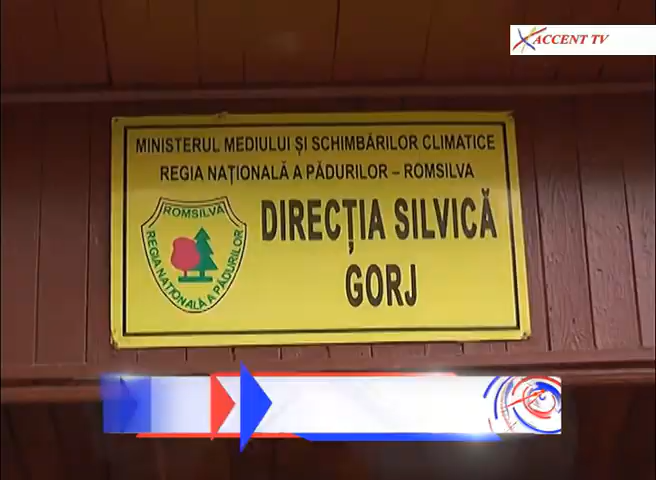 ACCENT TV
MINISTERUL MEDIULUI ȘI SCHIMBĂRILOR CLIMATICE
REGIA NAȚIONALĂ A PĂDURILOR – ROMSILVA
ROMSILVA
REGIA NAȚIONALĂ A PĂDURILOR
DIRECȚIA SILVICĂ
GORJ